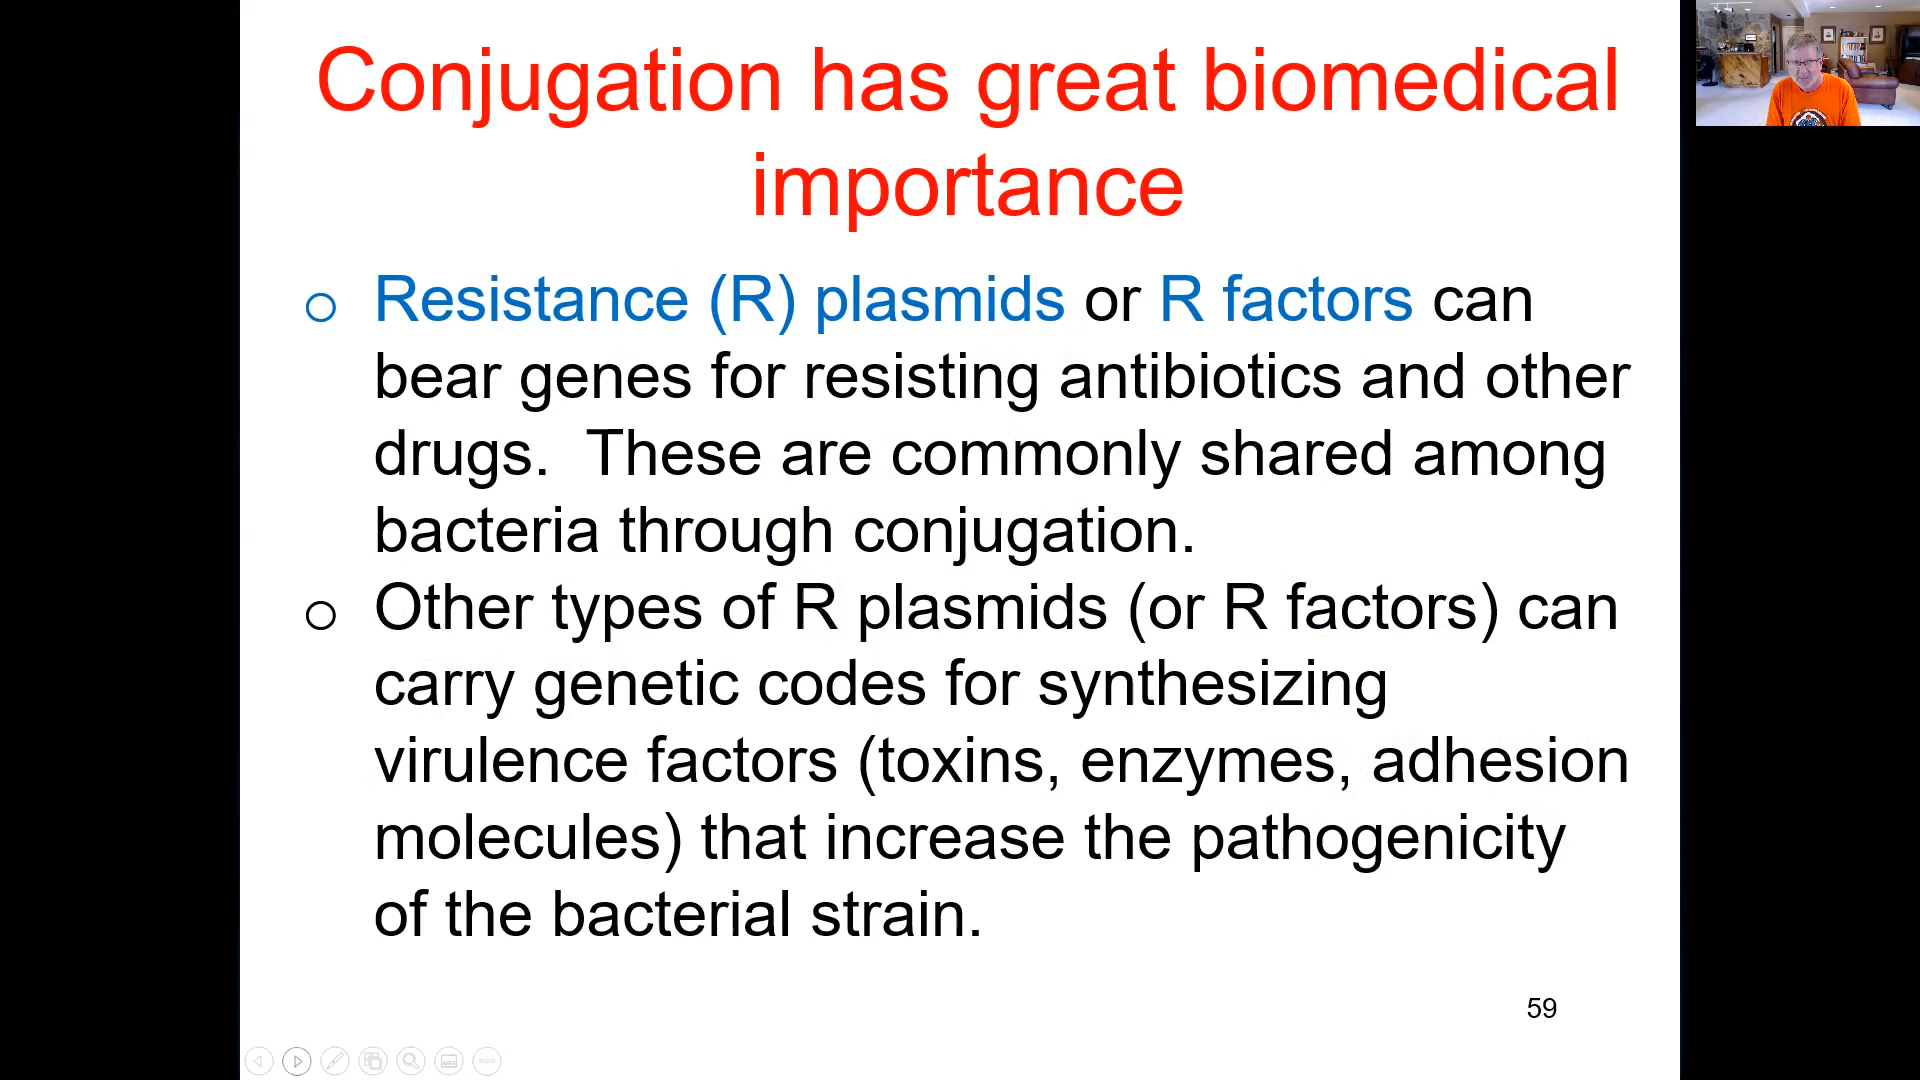 Conjugation has great biomedical
importance
Resistance (R) plasmids or R factors can
bear genes for resisting antibiotics and other
drugs.  These are commonly shared among
bacteria through conjugation.
Other types of R plasmids (or R factors) can
carry genetic codes for synthesizing
virulence factors (toxins, enzymes, adhesion
molecules) that increase the pathogenicity
of the bacterial strain.
59